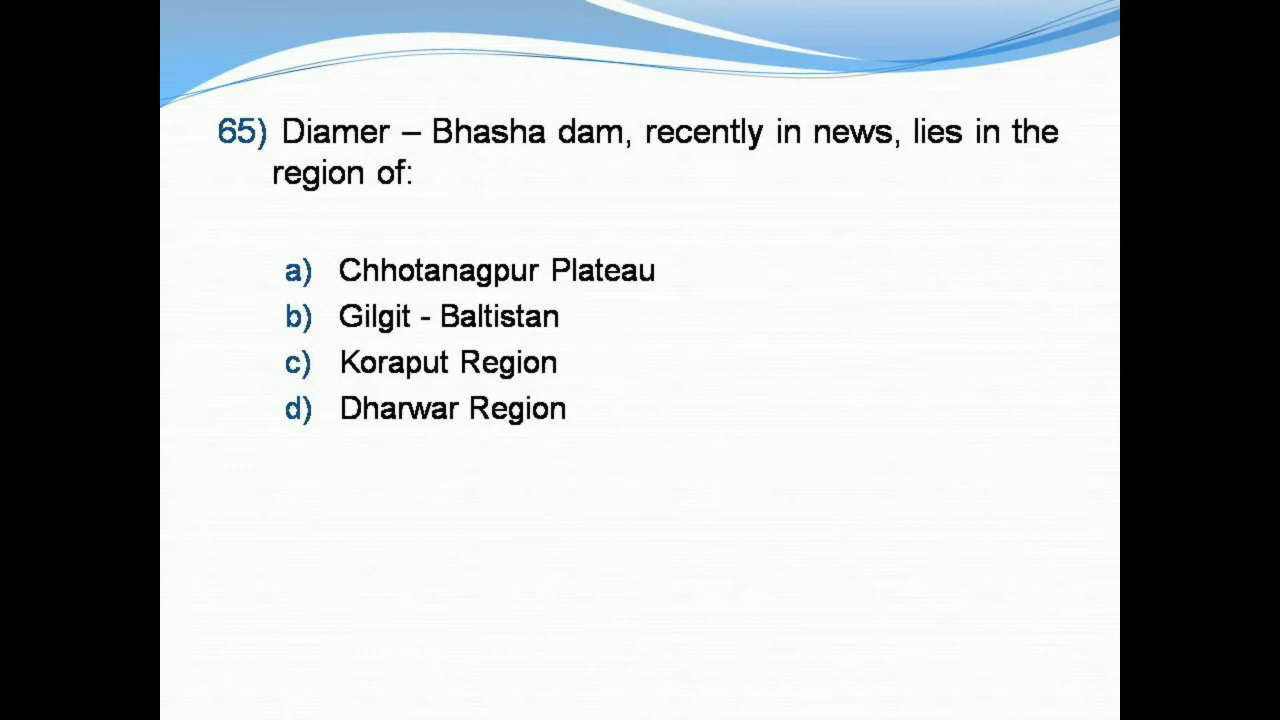 65) Diamer – Bhasha dam, recently in news, lies in the
region of:
a) Chhotanagpur Plateau
b) Gilgit - Baltistan
c) Koraput Region
d) Dharwar Region